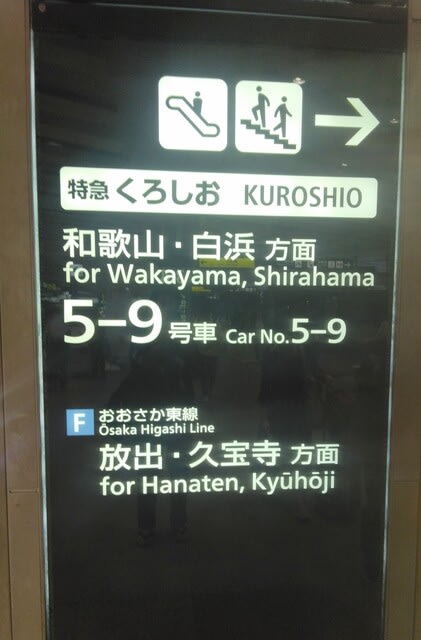 特急 くろしお KUROSHIO
和歌山・白浜 方面
for Wakayama, Shirahama
5–9 号車 Car No.5–9
F おおさか東線
Ōsaka Higashi Line
放出・久宝寺 方面
for Hanaten, Kyūhōji